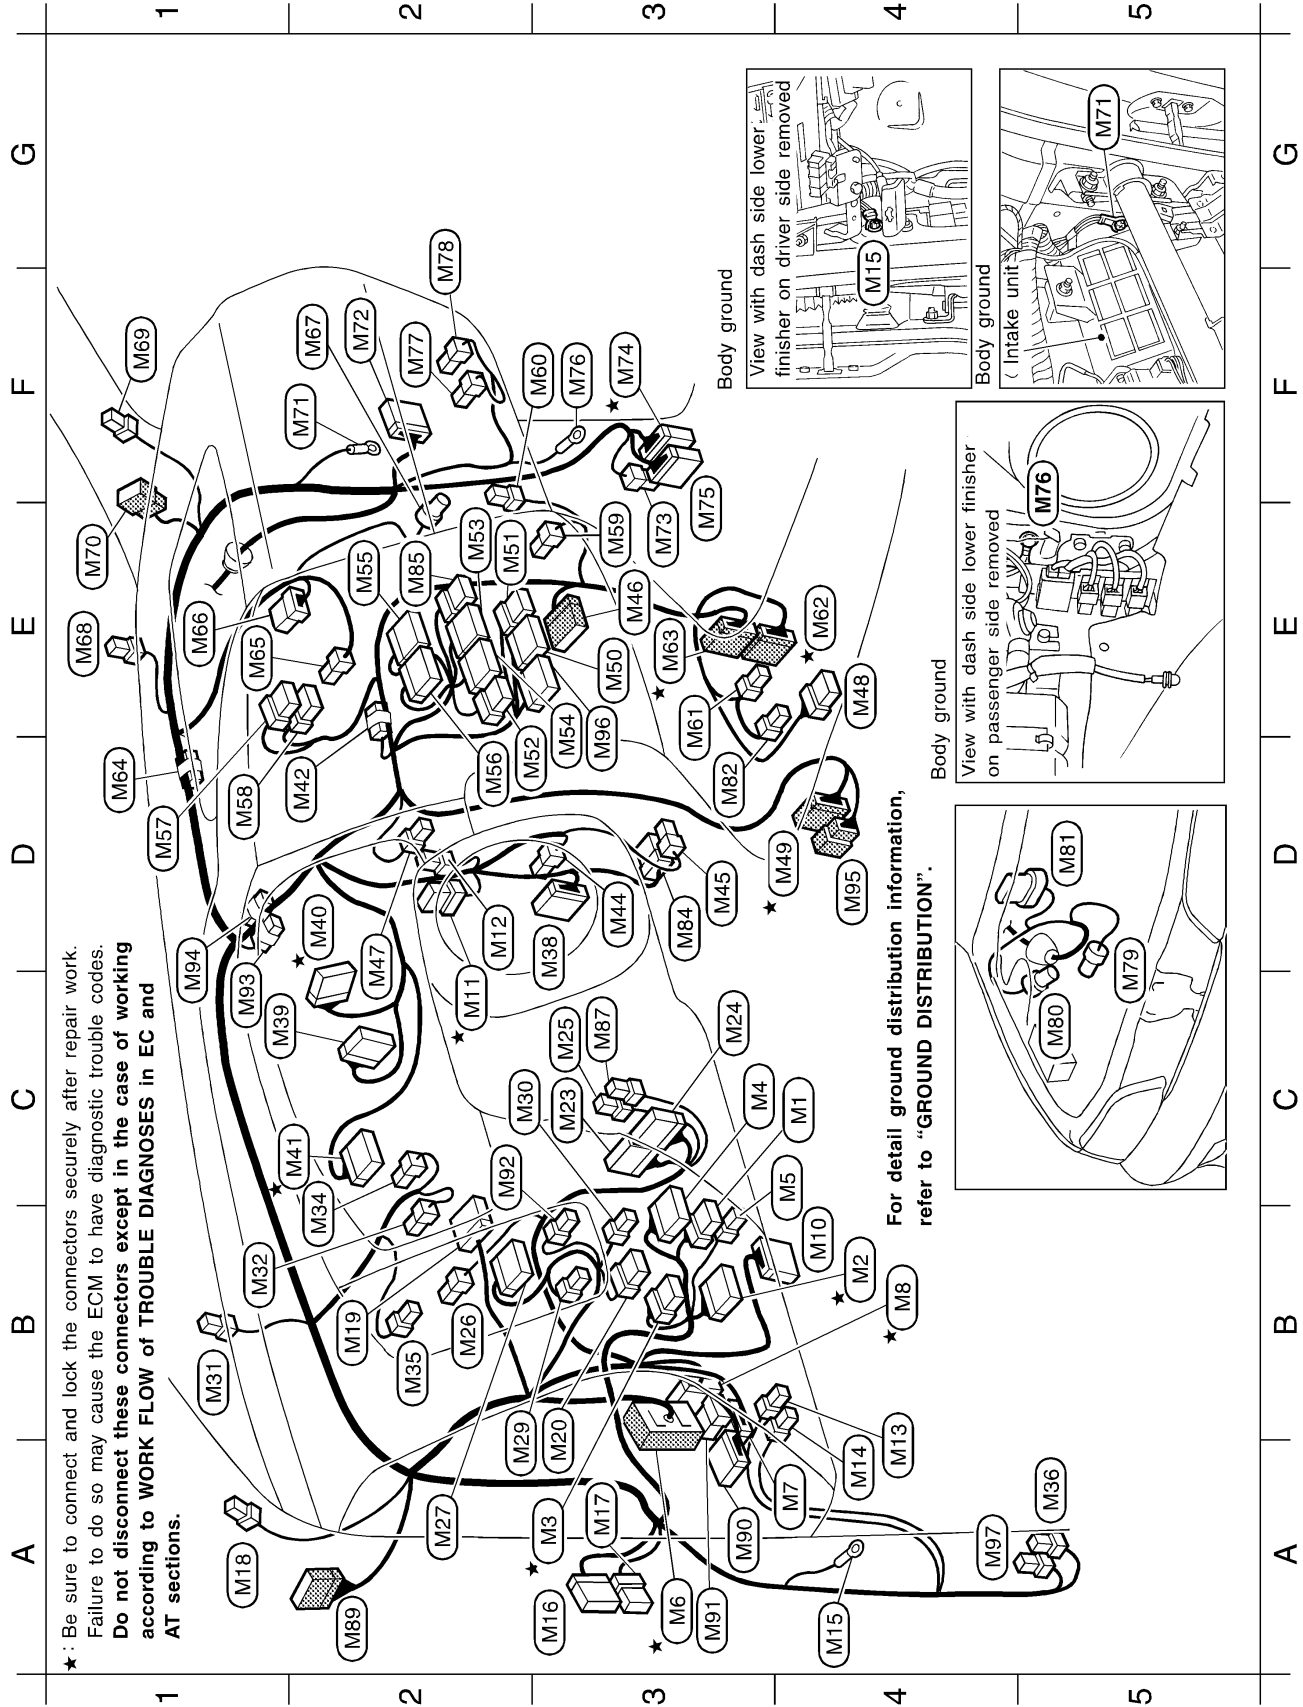 ★: Be sure to connect and lock the connectors securely after repair work.
Failure to do so may cause the ECM to have diagnostic trouble codes.
Do not disconnect these connectors except in the case of working
according to WORK FLOW of TROUBLE DIAGNOSES in EC and
AT sections.
A
B
C
D
E
F
G
1
2
3
4
5
M18
M89
M31
M32
M34
★
M41
M39
★
M40
M93
M94
M47
M57
M58
M42
M64
M68
M65
M66
M70
M69
M71
M67
M72
M77
M78
M55
M85
M53
M51
M60
M76
★
M74
M59
M73
M75
M46
M50
M96
M54
M52
M56
★
M63
M61
M82
★
M62
M48
★
M49
M95
M45
M84
M44
M38
M12
★
M11
M19
M35
M26
M92
M30
M23
M25
M87
M24
M4
M1
M5
M10
★
M2
★
M8
M13
M14
M7
M90
M27
M29
M20
★
M3
M17
M16
★
M6
M91
M15
M97
M36
For detail ground distribution information,
refer to “GROUND DISTRIBUTION”.
M80
M79
M81
Body ground
View with dash side lower finisher
on passenger side removed
M76
Body ground
View with dash side lower
finisher on driver side removed
M15
Body ground
Intake unit
M71
A
B
C
D
E
F
G
1
2
3
4
5